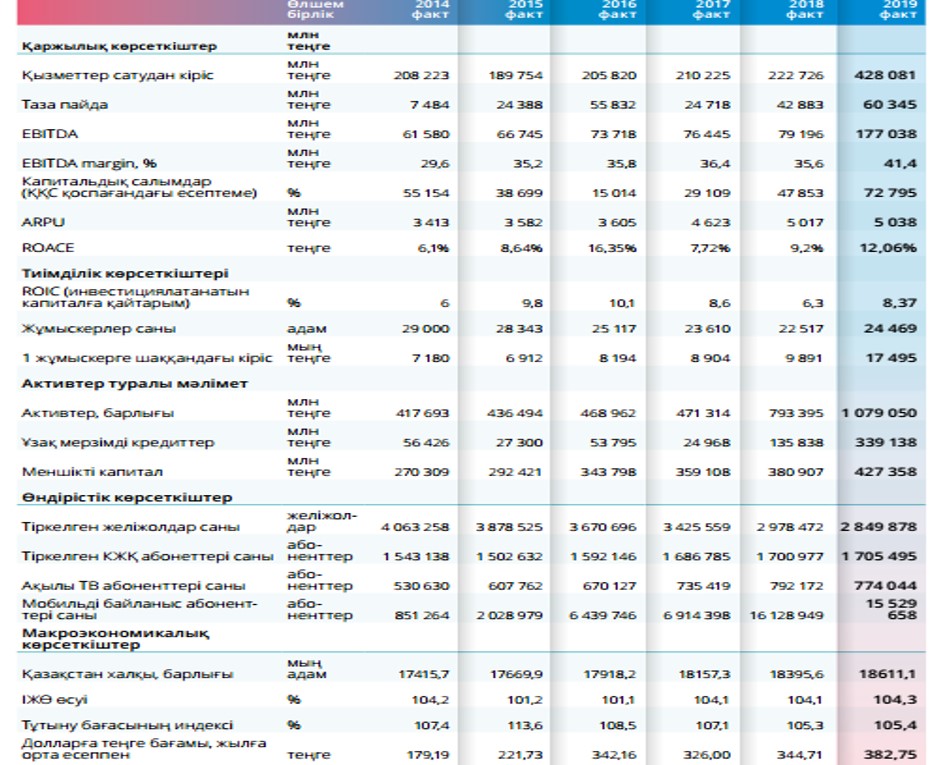 Өлшем бірлік 2014 факт 2015 факт 2016 факт 2017 факт 2018 факт 2019 факт
Қаржылық көрсеткіштер млн теңге
Қызметтер сатудан кіріс млн теңге 208 223 189 754 205 820 210 225 222 726 428 081
Таза пайда млн теңге 7 484 24 388 55 832 24 718 42 883 60 345
EBITDA млн теңге 61 580 66 745 73 718 76 445 79 196 177 038
EBITDA margin, % млн теңге 29,6 35,2 35,8 36,4 35,6 41,4
Капитальдық салымдар (ҚҚС қоспағандағы есептеме) % 55 154 38 699 15 014 29 109 47 853 72 795
ARPU млн теңге 3 413 3 582 3 605 4 623 5 017 5 038
ROACE теңге 6,1% 8,64% 16,35% 7,72% 9,2% 12,06%
Тиімділік көрсеткіштері
ROIC (инвестициялатанатын капиталға қайтарым) % 6 9,8 10,1 8,6 6,3 8,37
Жұмыскерлер саны адам 29 000 28 343 25 117 23 610 22 517 24 469
1 жұмыскерге шаққандағы кіріс мың теңге 7 180 6 912 8 194 8 904 9 891 17 495
Активтер туралы мәлімет
Активтер, барлығы млн теңге 417 693 436 494 468 962 471 314 793 395 1 079 050
Ұзақ мерзімді кредиттер млн теңге 56 426 27 300 53 795 24 968 135 838 339 138
Меншікті капитал млн теңге 270 309 292 421 343 798 359 108 380 907 427 358
Өндірістік көрсеткіштер
Тіркелген желіжолдар саны желіжол-дар 4 063 258 3 878 525 3 670 696 3 425 559 2 978 472 2 849 878
Тіркелген КЖҚ абонеттері саны або-ненттер 1 543 138 1 502 632 1 592 146 1 686 785 1 700 977 1 705 495
Ақылы ТВ абоненттері саны або-ненттер 530 630 607 762 670 127 735 419 792 172 774 044
Мобильді байланыс абонент-тері саны або-ненттер 851 264 2 028 979 6 439 746 6 914 398 16 128 949 15 529 658
Макроэкономикалық көрсеткіштер
Қазақстан халқы, барлығы мың адам 17415,7 17669,9 17918,2 18157,3 18395,6 18611,1
ІЖӨ өсуі % 104,2 101,2 101,1 104,1 104,1 104,3
Тұтыну бағасының индексі % 107,4 113,6 108,5 107,1 105,3 105,4
Долларға теңге бағамы, жылға орта есеппен теңге 179,19 221,73 342,16 326,00 344,71 382,75